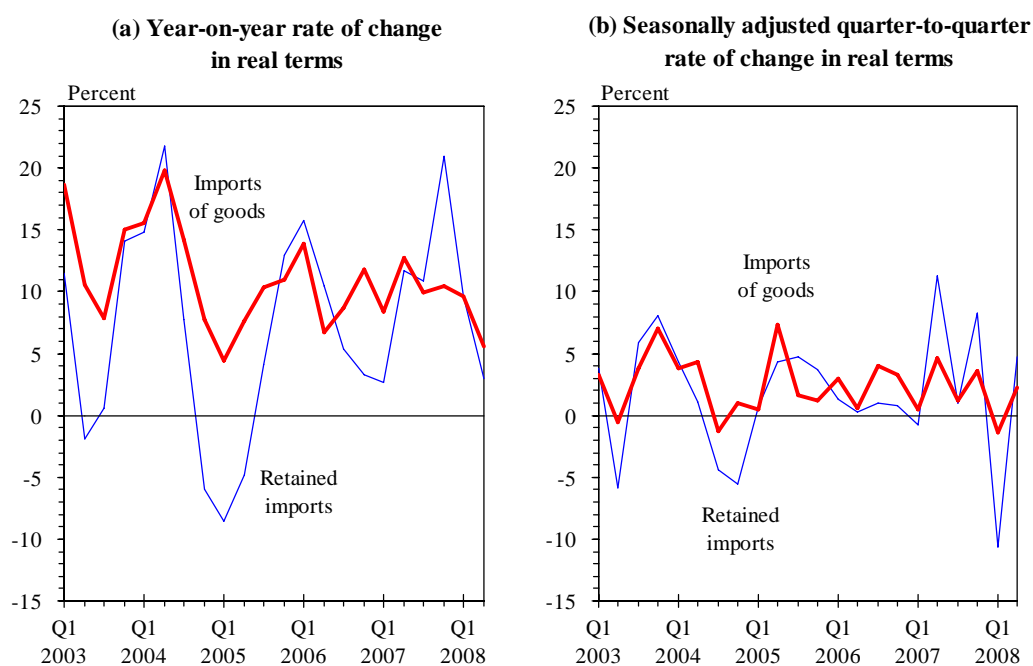 (a) Year-on-year rate of change
in real terms
Percent
25
20
15
10
5
0
-5
-10
-15
Imports
of goods
Retained
imports
Q1 Q1 Q1 Q1 Q1 Q1
2003 2004 2005 2006 2007 2008
(b) Seasonally adjusted quarter-to-quarter
rate of change in real terms
Percent
25
20
15
10
5
0
-5
-10
-15
Imports
of goods
Retained
imports
Q1 Q1 Q1 Q1 Q1 Q1
2003 2004 2005 2006 2007 2008